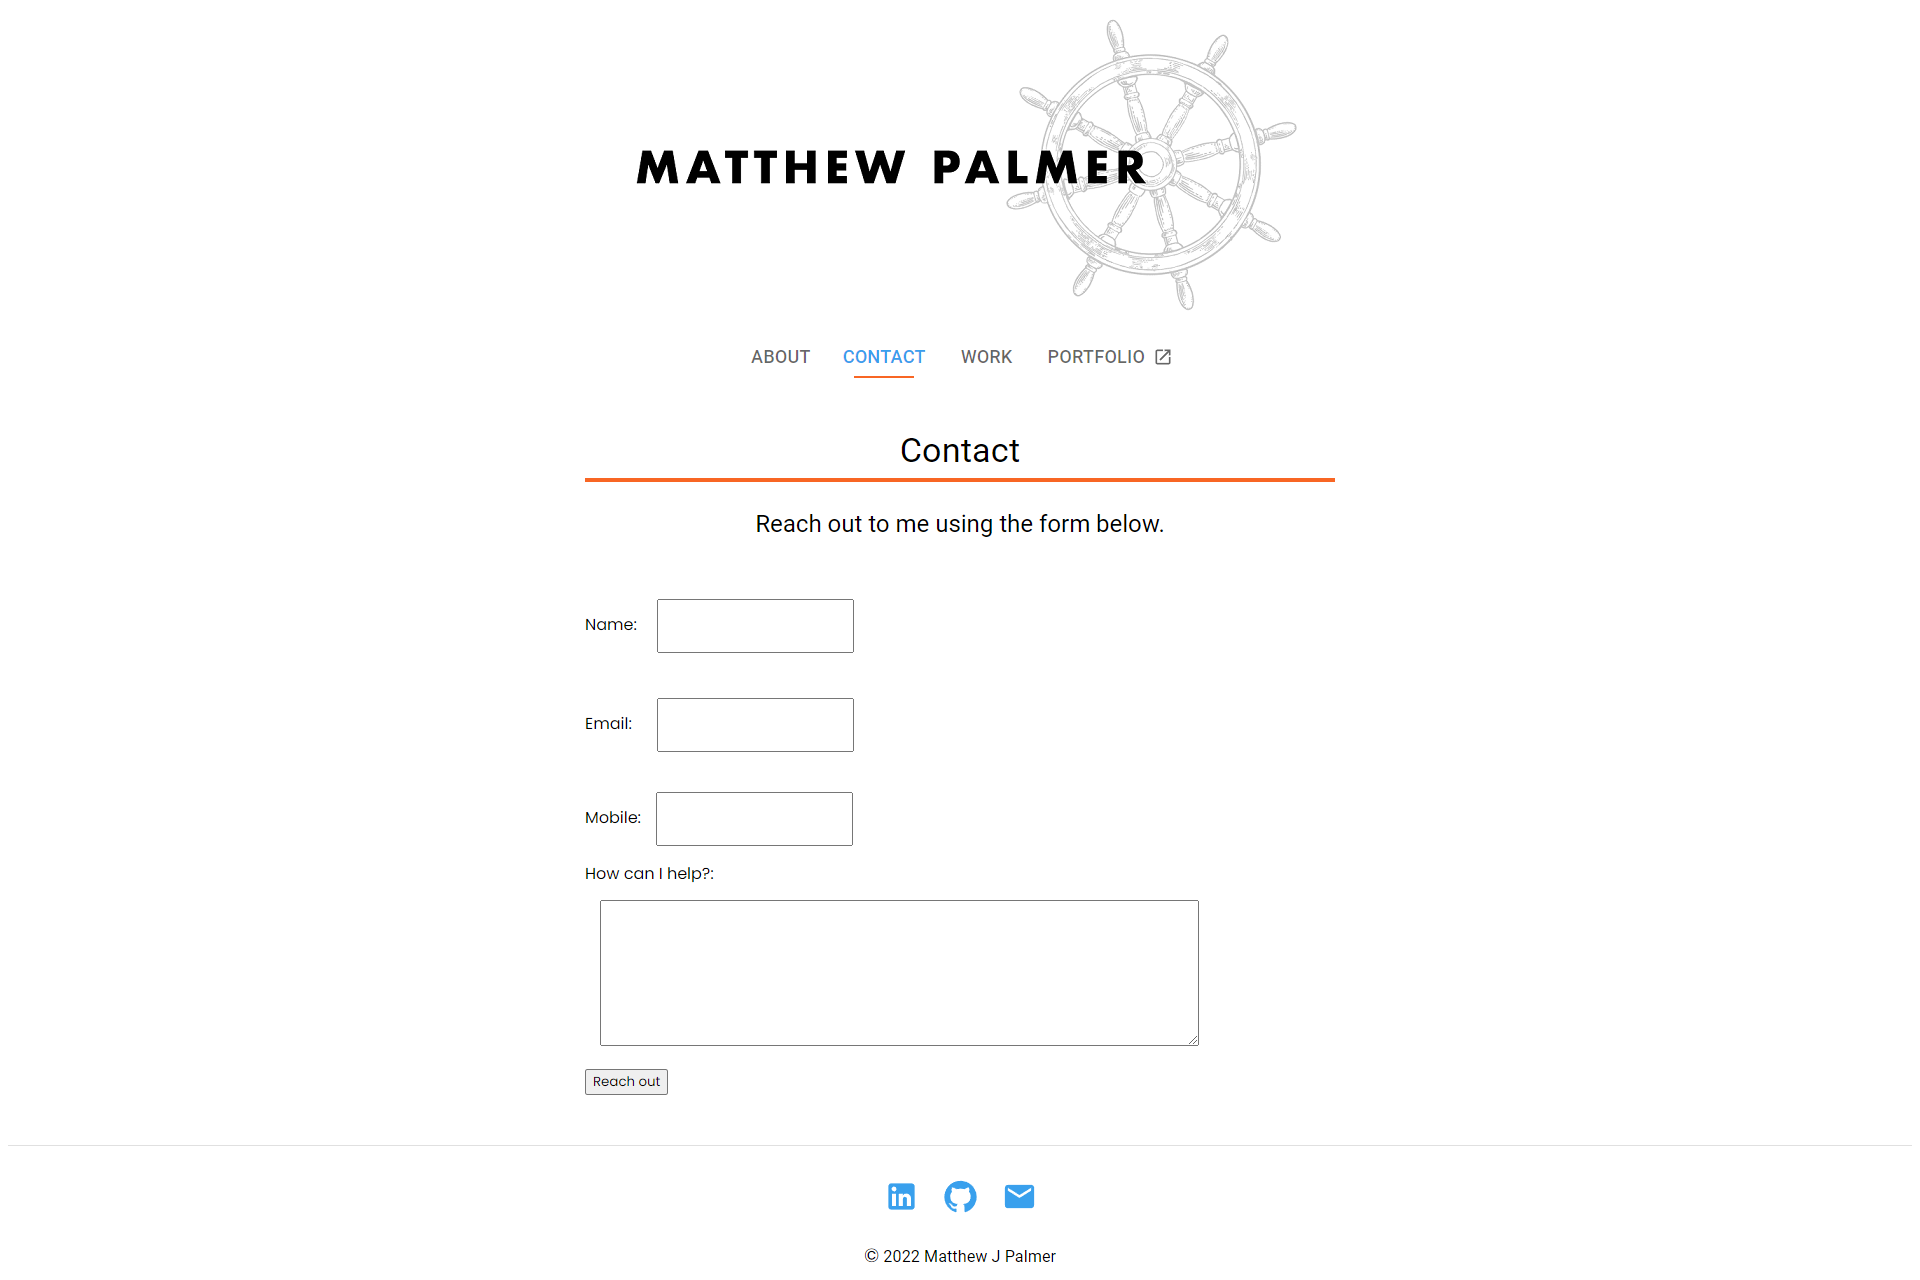 MATTHEW PALMER
ABOUT CONTACT WORK PORTFOLIO
Contact
Reach out to me using the form below.
Name:
Email:
Mobile:
How can I help?:
Reach out
in
© 2022 Matthew J Palmer